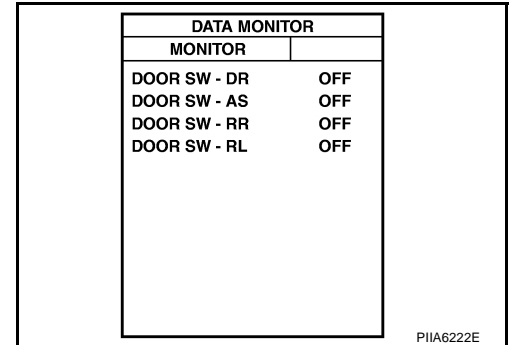 DATA MONITOR
MONITOR
DOOR SW - DR OFF
DOOR SW - AS OFF
DOOR SW - RR OFF
DOOR SW - RL OFF
PIIA6222E